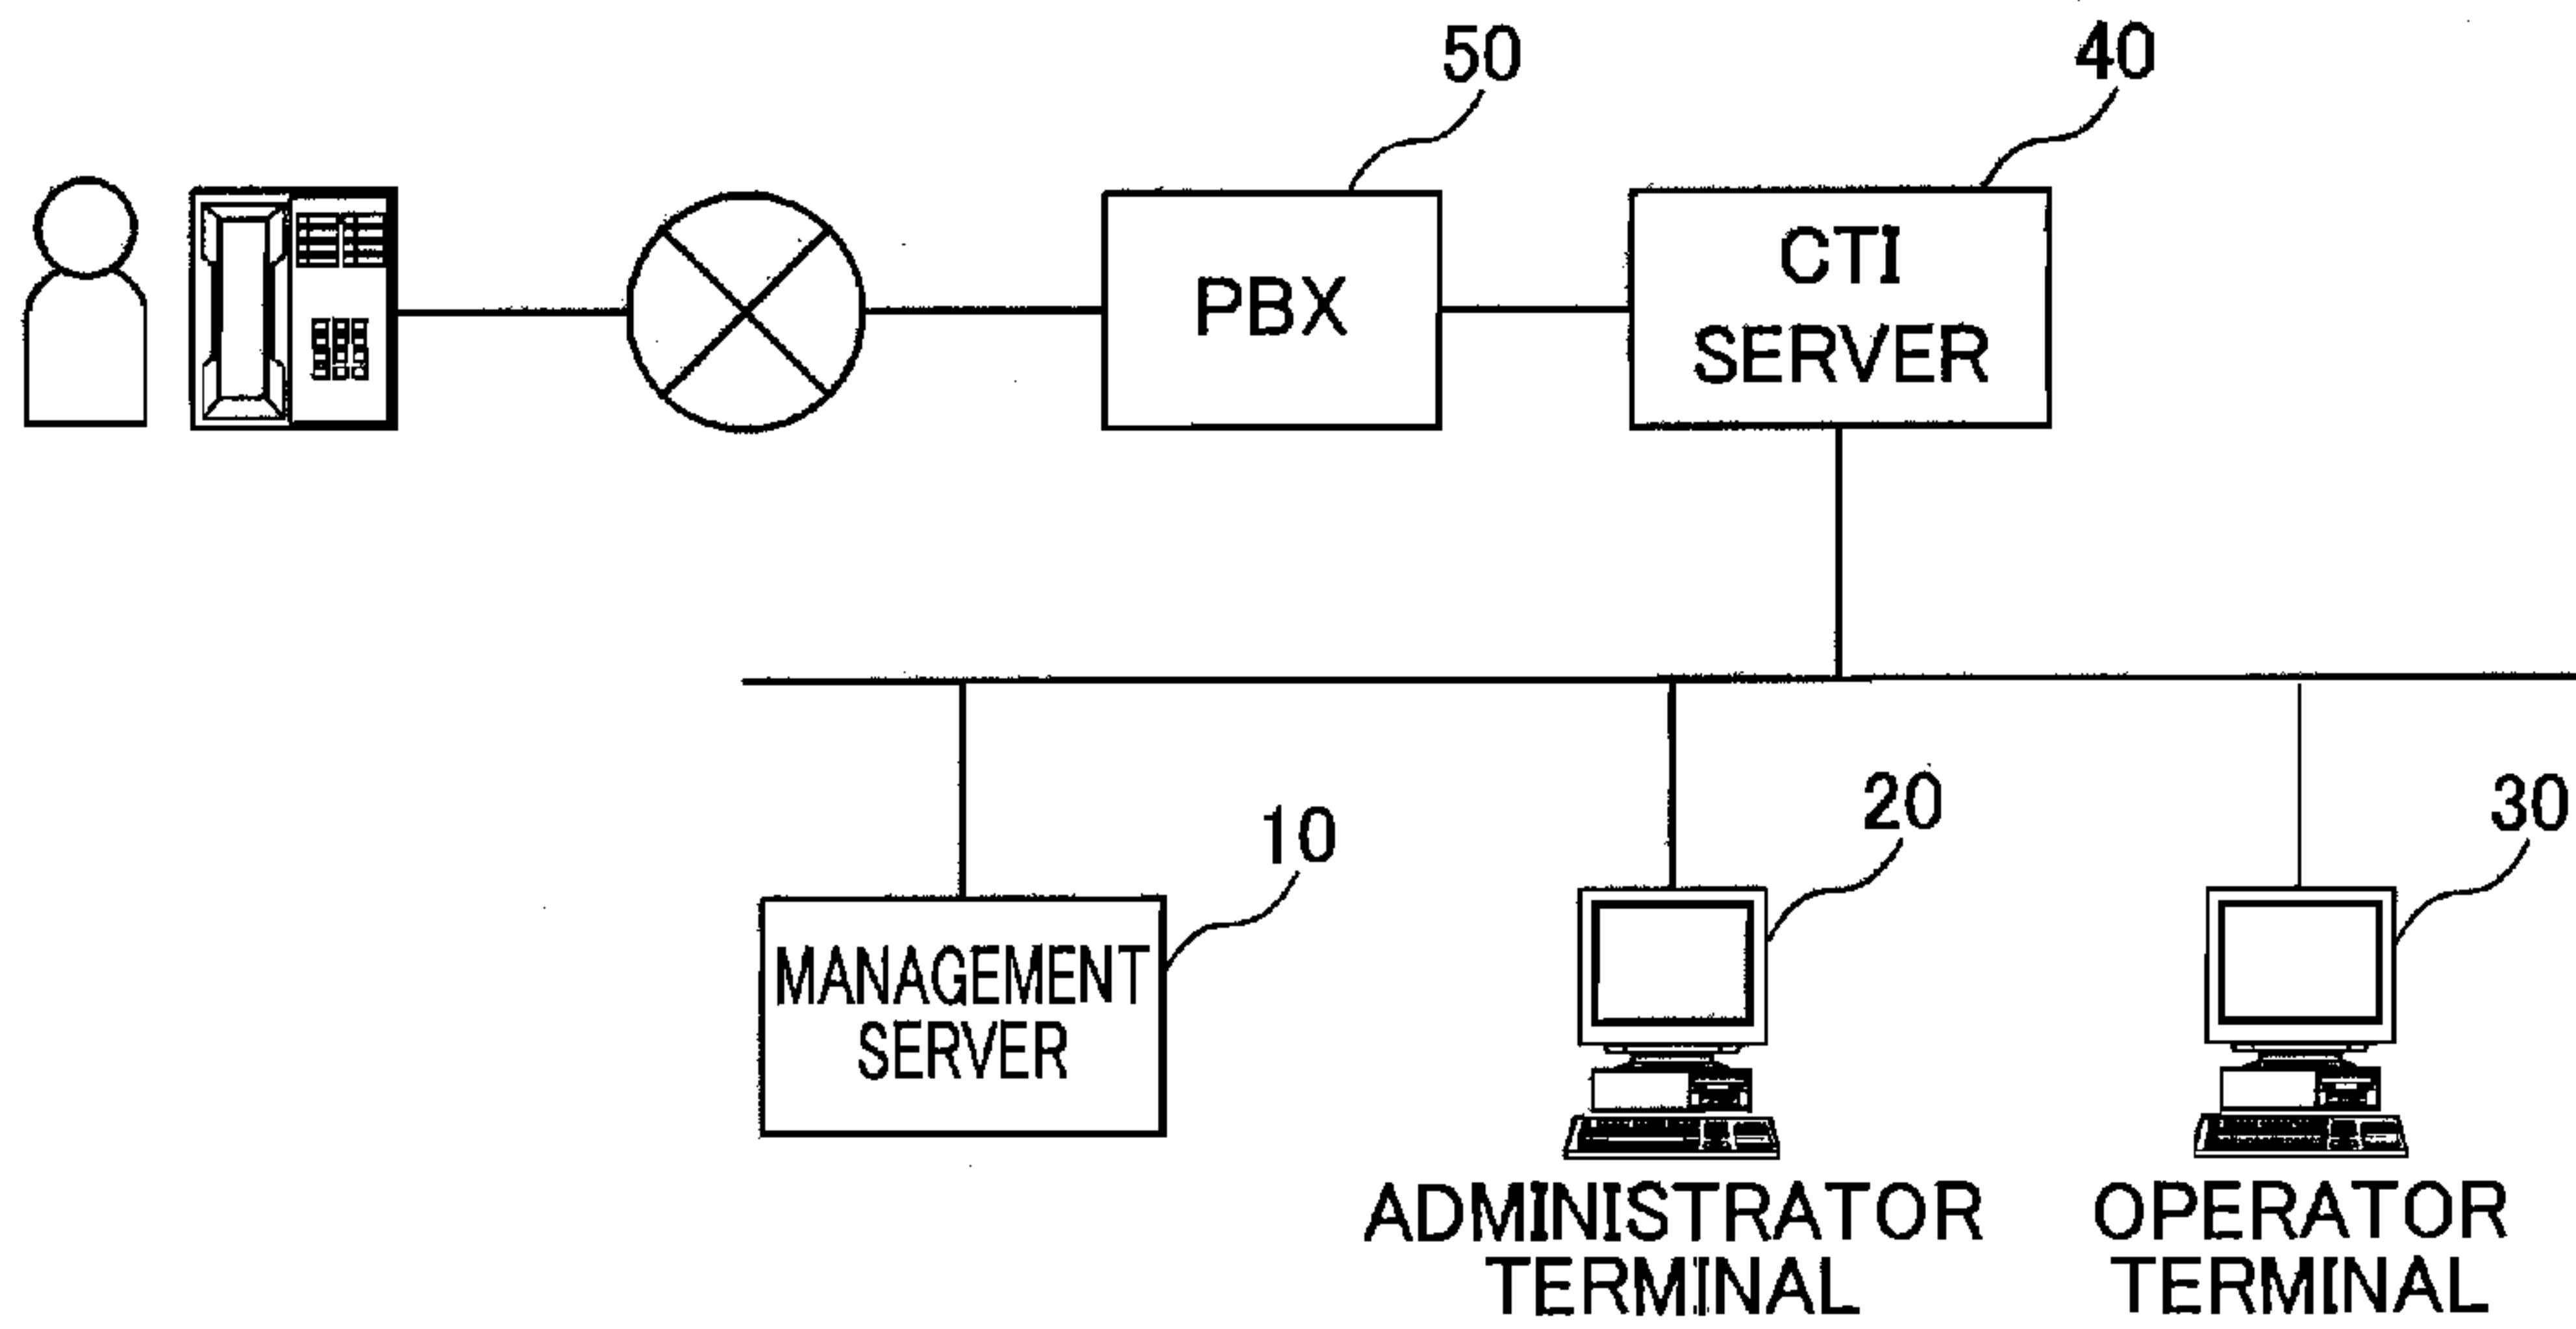 50
40
PBX
CTI
SERVER
10
20
30
MANAGEMENT
SERVER
ADMINISTRATOR
TERMINAL
OPERATOR
TERMINAL